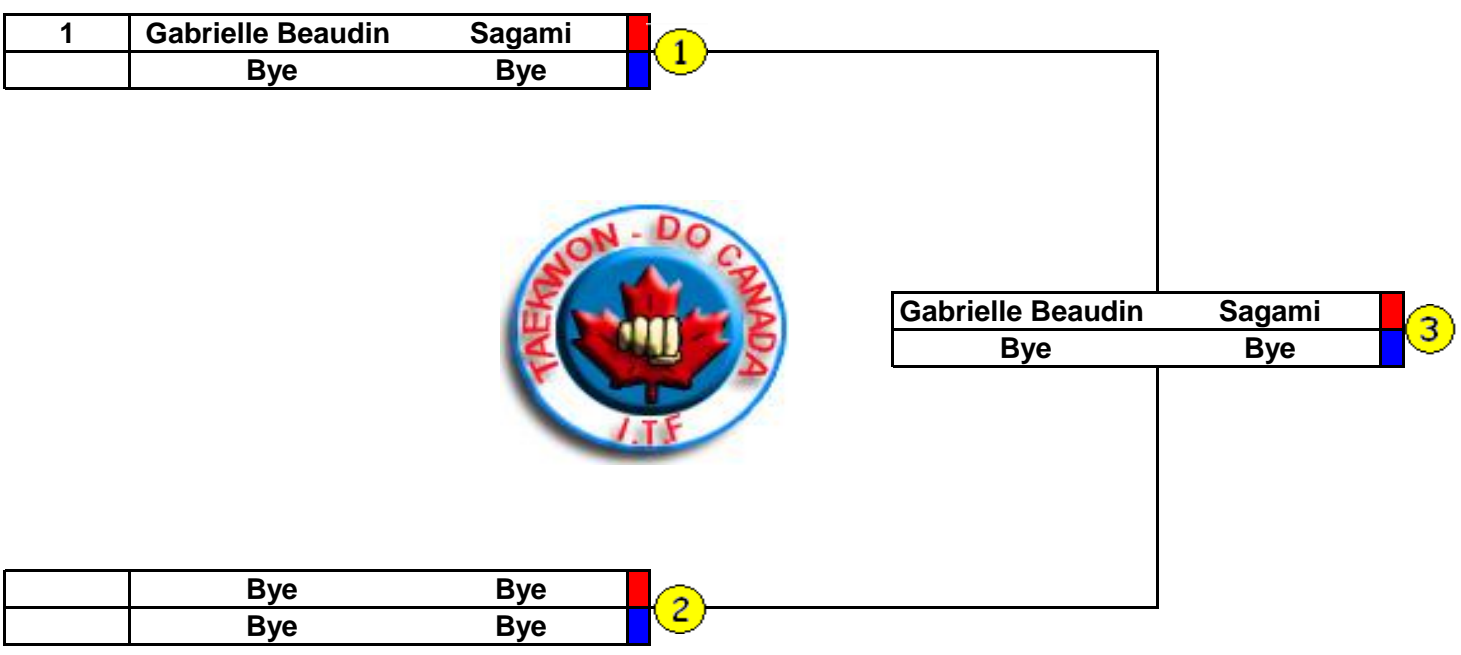 1 Gabrielle Beaudin Sagami
1
Bye Bye
TAEKWON - DO CANADA
I.T.F
Gabrielle Beaudin Sagami
3
Bye Bye
Bye Bye
2
Bye Bye